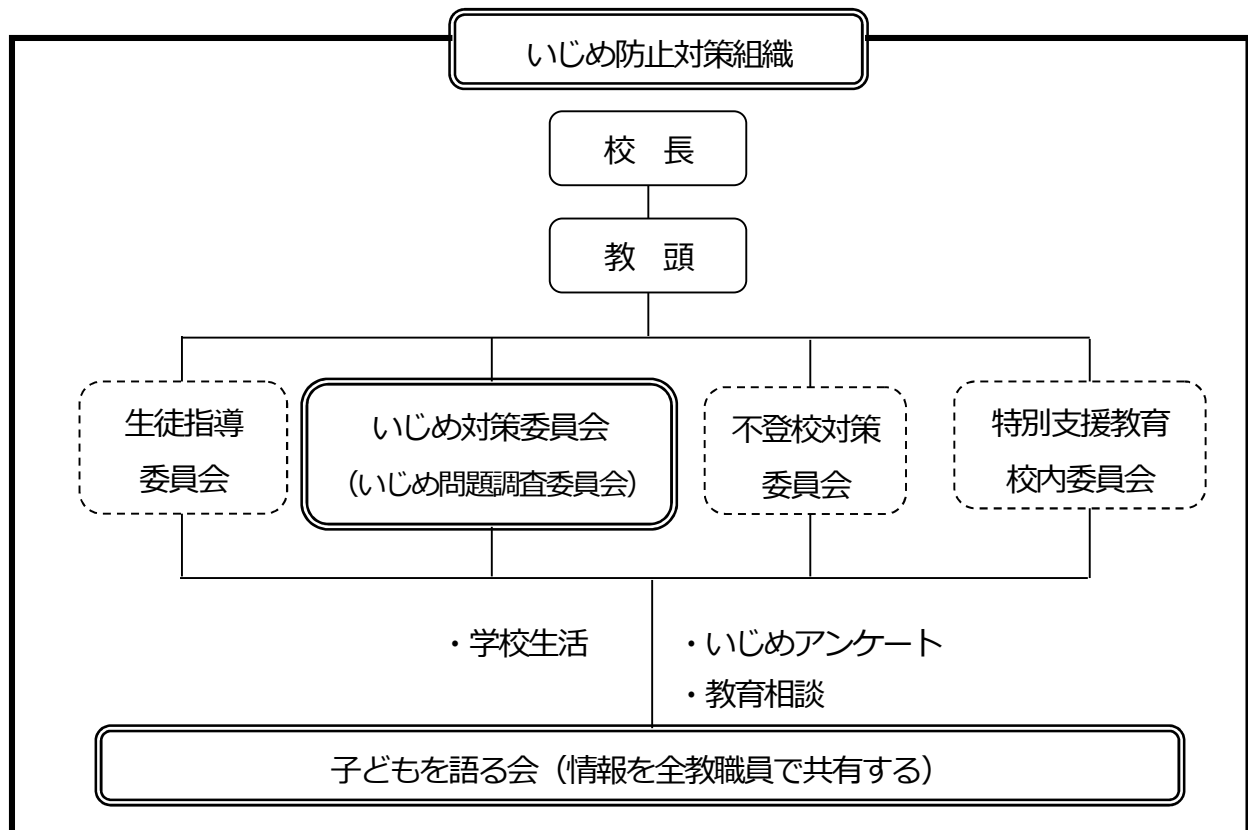 いじめ防止対策組織
校　長
教　頭
生徒指導
委員会
いじめ対策委員会
（いじめ問題調査委員会）
不登校対策
委員会
特別支援教育
校内委員会
・学校生活
・いじめアンケート
・教育相談
子どもを語る会（情報を全教職員で共有する）